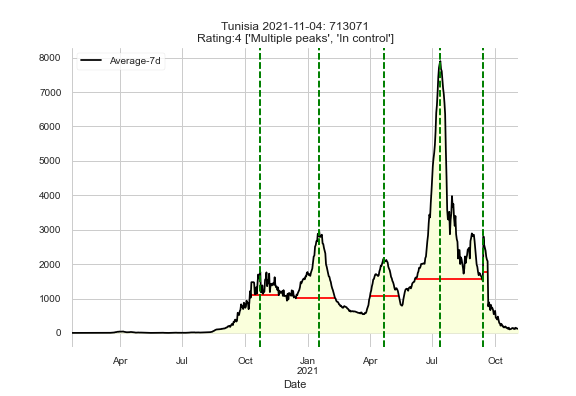 Tunisia 2021-11-04: 713071
Rating:4 ['Multiple peaks', 'In control']
Average-7d
8000
7000
6000
5000
4000
3000
2000
1000
0
Apr Jul Oct Jan Apr Jul Oct
2021
Date